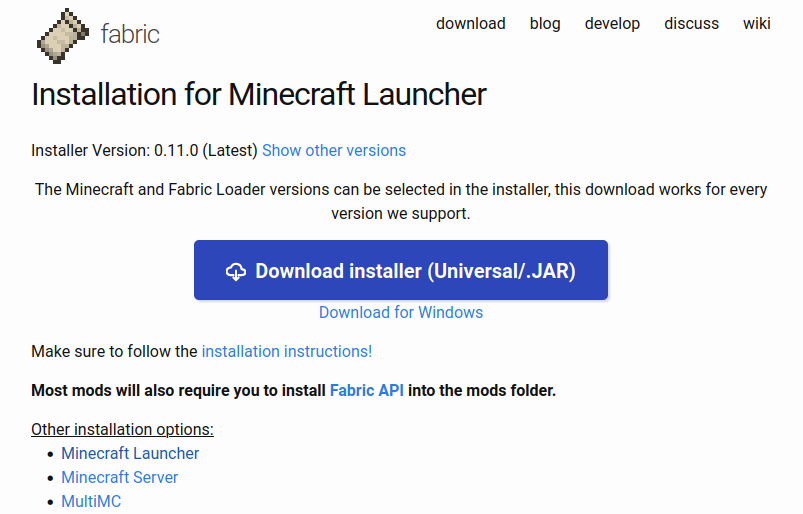 fabric
download blog develop discuss wiki
Installation for Minecraft Launcher
Installer Version: 0.11.0 (Latest) Show other versions
The Minecraft and Fabric Loader versions can be selected in the installer, this download works for every
version we support.
Download installer (Universal/.JAR)
Download for Windows
Make sure to follow the installation instructions!
Most mods will also require you to install Fabric API into the mods folder.
Other installation options:
• Minecraft Launcher
• Minecraft Server
• MultiMC